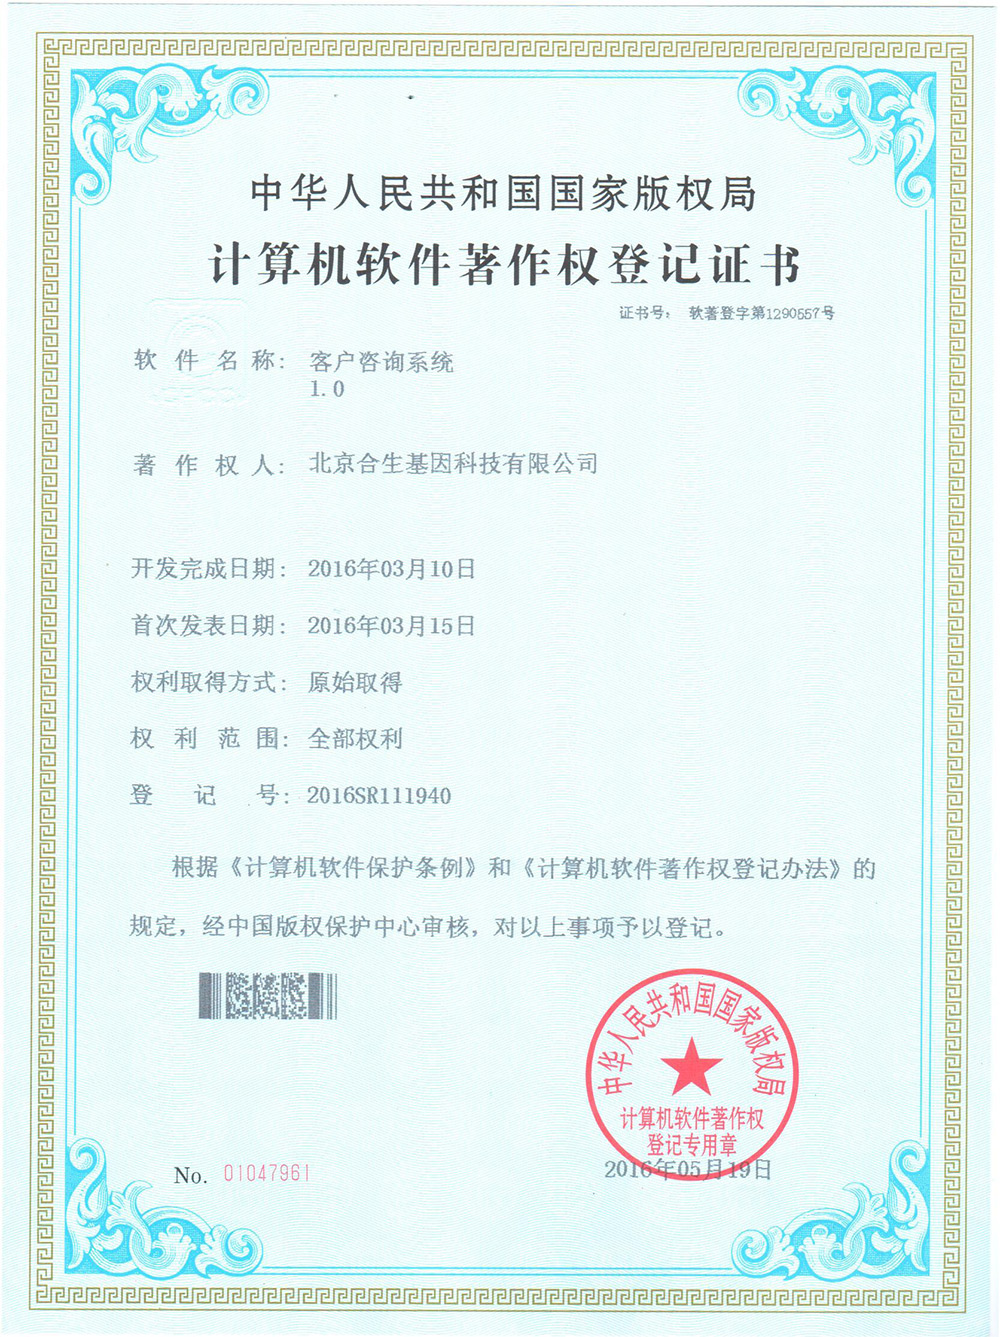 中华人民共和国国家版权局
计算机软件著作权登记证书
证书号： 软著登字第1290557号
软件名称： 客户咨询系统
1.0
著作权人： 北京合生基因科技有限公司
开发完成日期： 2016年03月10日
首次发表日期： 2016年03月15日
权利取得方式： 原始取得
权利范围： 全部权利
登记号： 2016SR111940
根据《计算机软件保护条例》和《计算机软件著作权登记办法》的
规定，经中国版权保护中心审核，对以上事项予以登记。
中华人民共和国国家版权局
计算机软件著作权
登记专用章
2016年05月19日
No. 01047961